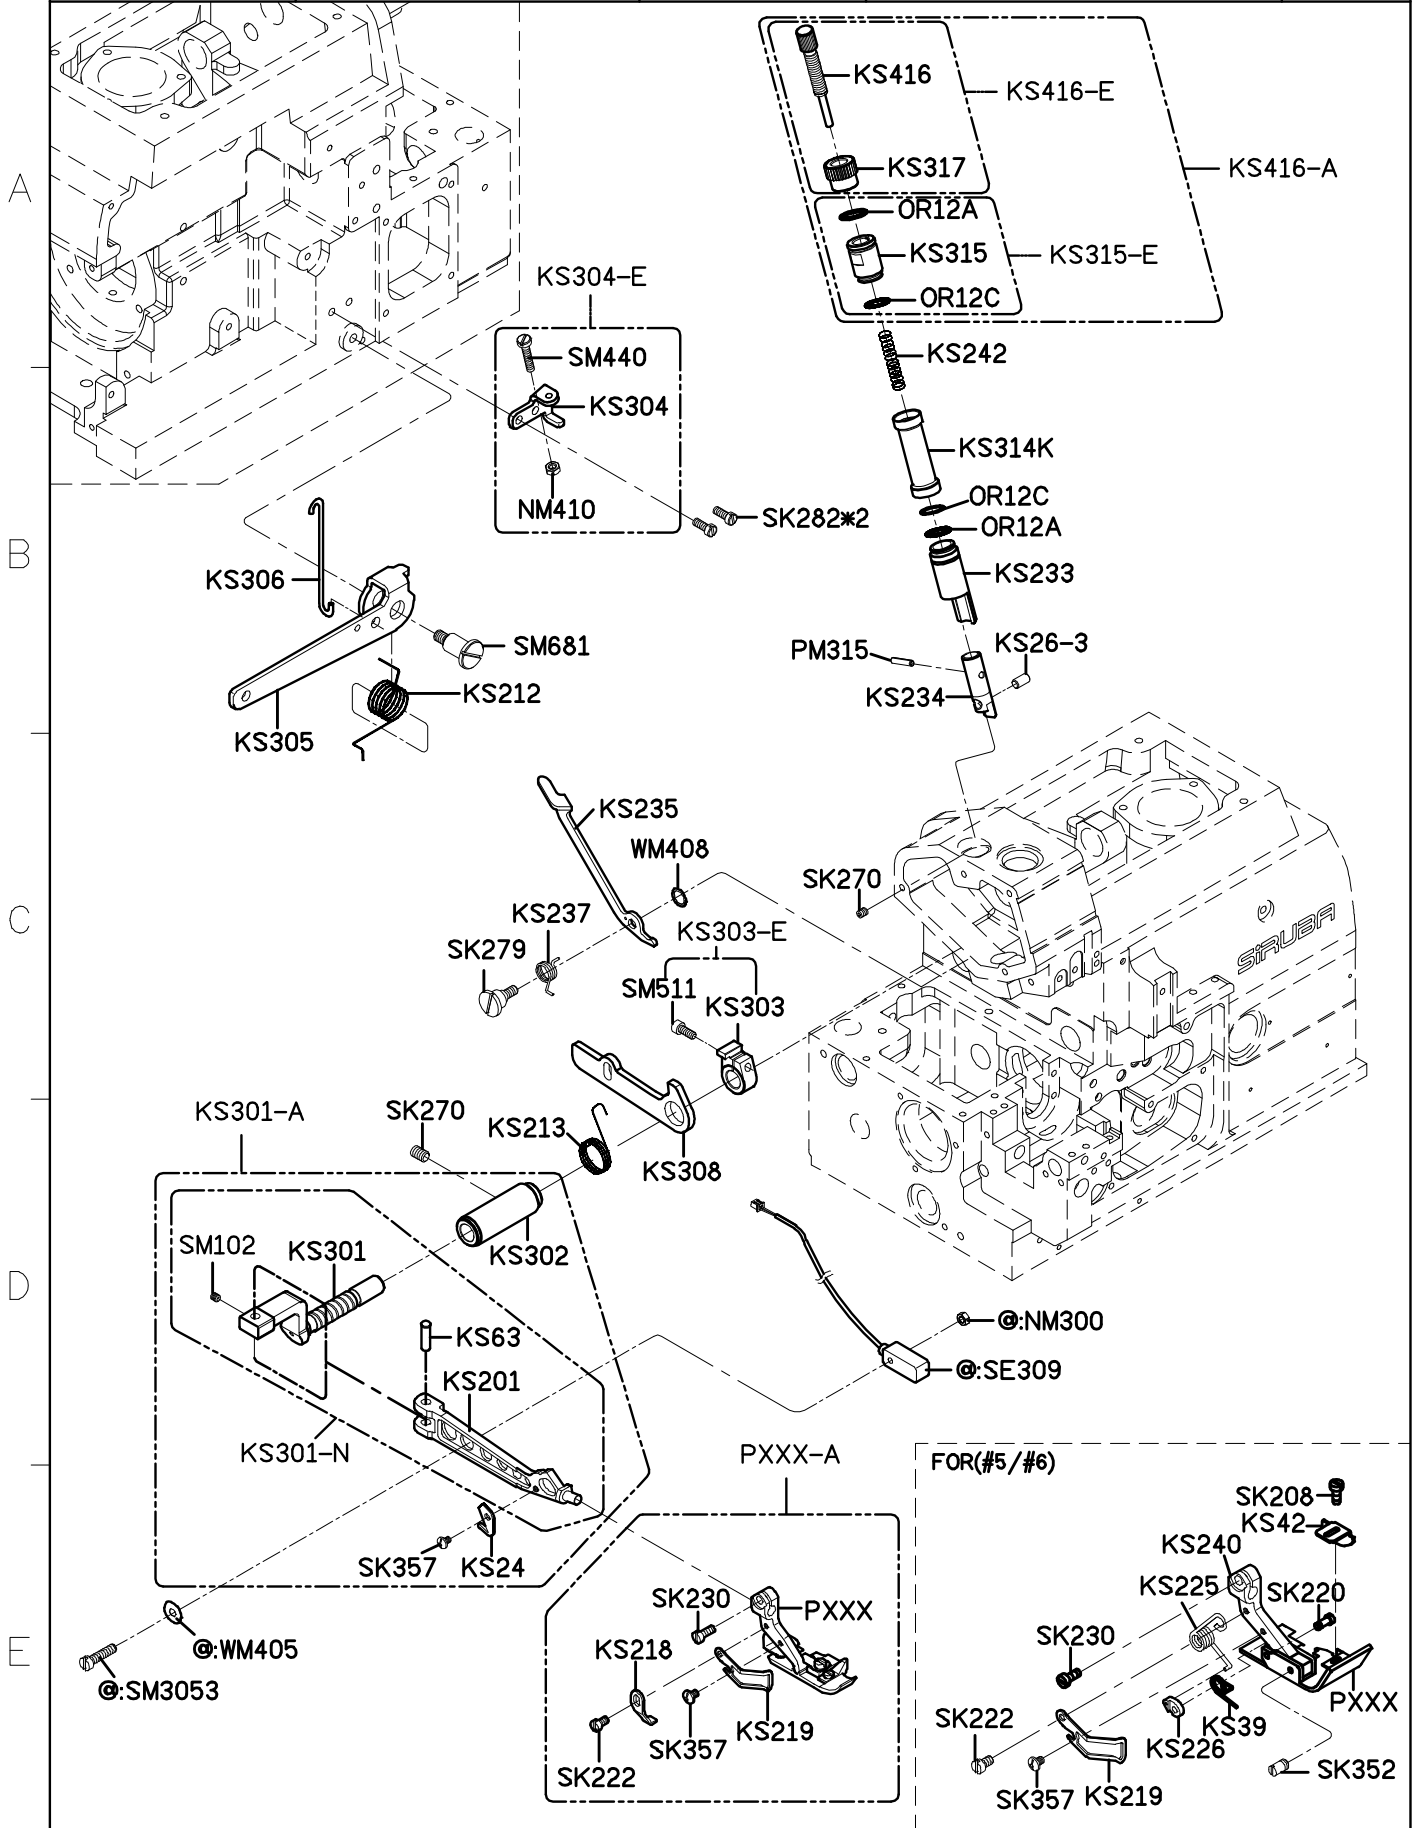 KS416
KS416-E
KS317
KS416-A
A
OR12A
KS315
KS315-E
KS304-E
OR12C
SM440
KS242
KS304
KS314K
OR12C
NM410
SK282*2
OR12A
B
KS306
KS233
SM681
PM315
KS26-3
KS212
KS234
KS305
KS235
WM408
SK270
C
KS237
KS303-E
SiRUBA
SK279
SM511
KS303
KS301-A
SK270
KS213
KS308
SM102
KS301
KS302
D
@:NM300
KS63
@:SE309
KS201
KS301-N
PXXX-A
FOR(#5/#6)
SK208
KS42
KS240
SK357
KS24
KS225
SK220
SK230
PXXX
E
@:WM405
KS218
SK230
@:SM3053
PXXX
KS219
SK222
KS39
SK357
KS226
SK222
SK352
SK357
KS219